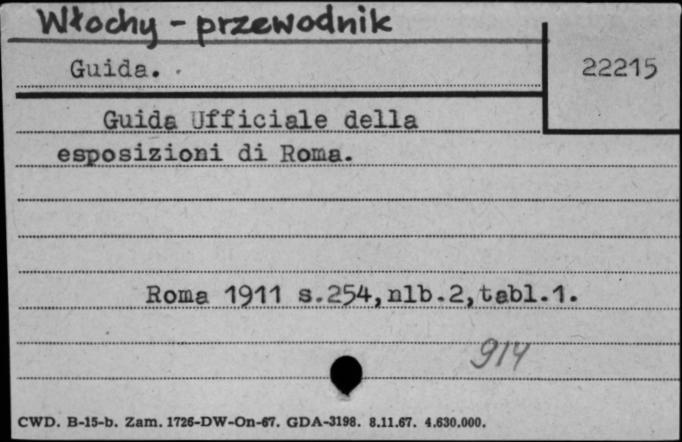 Włochy - przewodnik
Guida.
22215
Guida Ufficiale della
esposizioni di Roma.
Roma 1911 s.254,nlb.2,tabl.1.
914
CWD. B-15-b. Zam. 1726-DW-On-67. GDA-3198. 8.11.67. 4.630.000.